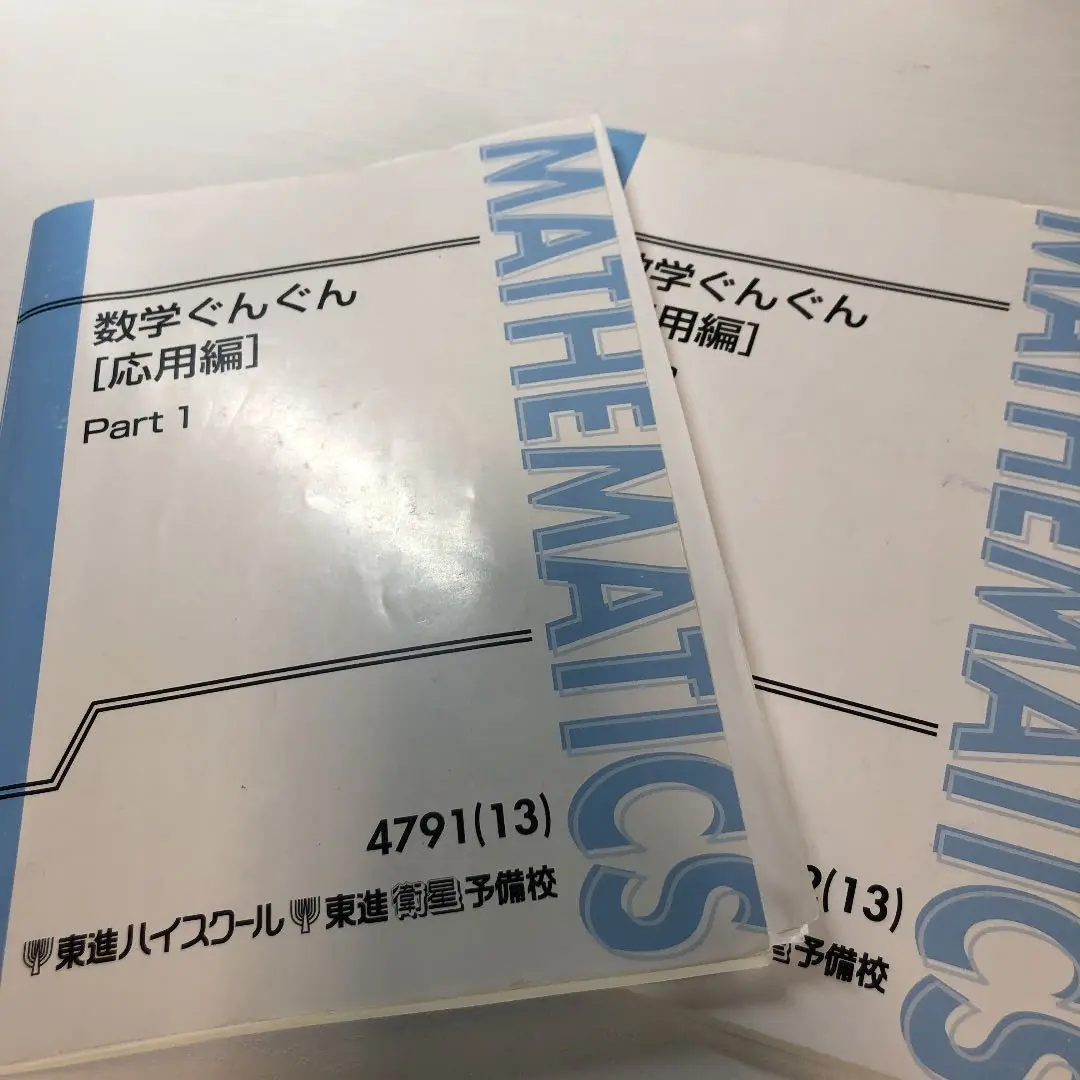 数学ぐんぐん
[応用編]
Part 1
MATHEMATICS
4791(13)
東進ハイスクール 東進衛星予備校
学ぐんぐん
用編]
MATHEMATICS
2(13)
予備校